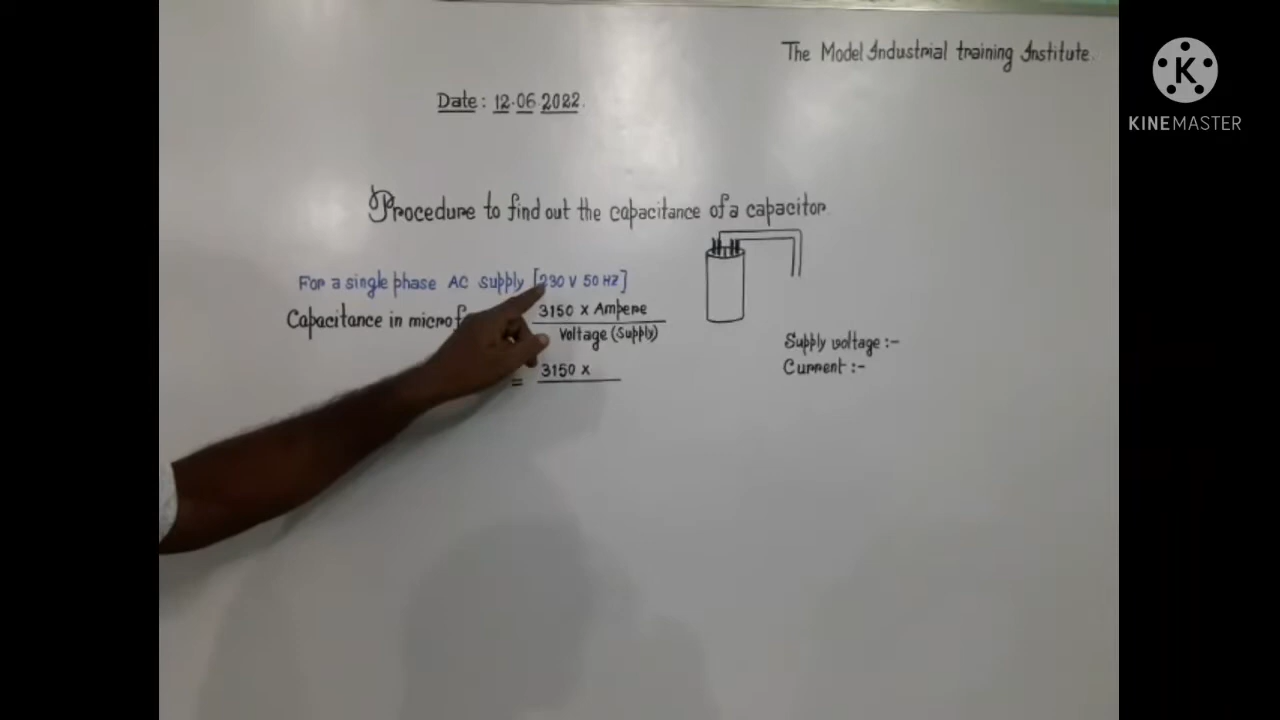 The Model Industrial training Institute.
KINEMASTER
Date: 12.06.2022.
Procedure to find out the capacitance of a capacitor
For a single phase AC supply [230 V 50 HZ]
Capacitance in
3150 x Ampere
Voltage (Supply)
= 3150 x
Supply voltage :-
Current :-